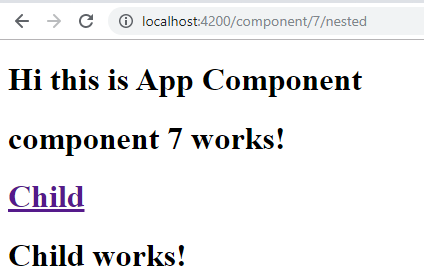 localhost:4200/component/7/nested
Hi this is App Component
component 7 works!
Child
Child works!